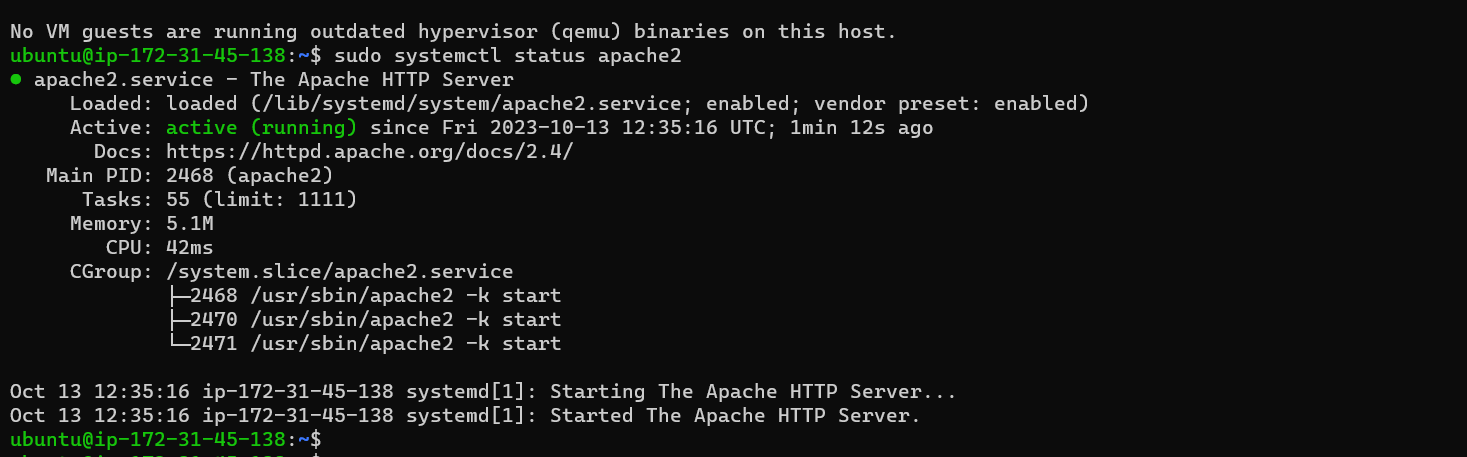 No VM guests are running outdated hypervisor (qemu) binaries on this host.
ubuntu@ip-172-31-45-138:~$ sudo systemctl status apache2
● apache2.service - The Apache HTTP Server
     Loaded: loaded (/lib/systemd/system/apache2.service; enabled; vendor preset: enabled)
     Active: active (running) since Fri 2023-10-13 12:35:16 UTC; 1min 12s ago
       Docs: https://httpd.apache.org/docs/2.4/
   Main PID: 2468 (apache2)
      Tasks: 55 (limit: 1111)
     Memory: 5.1M
        CPU: 42ms
     CGroup: /system.slice/apache2.service
             ├─2468 /usr/sbin/apache2 -k start
             ├─2470 /usr/sbin/apache2 -k start
             └─2471 /usr/sbin/apache2 -k start
Oct 13 12:35:16 ip-172-31-45-138 systemd[1]: Starting The Apache HTTP Server...
Oct 13 12:35:16 ip-172-31-45-138 systemd[1]: Started The Apache HTTP Server.
ubuntu@ip-172-31-45-138:~$